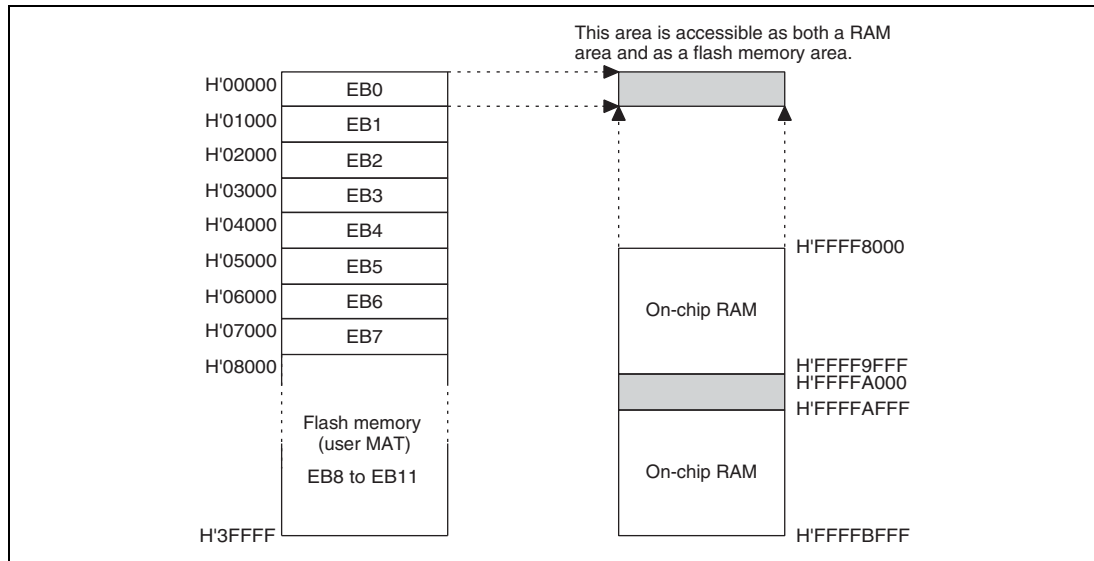 This area is accessible as both a RAM
area and as a flash memory area.
H'00000
EB0
H'01000
EB1
H'02000
EB2
H'03000
EB3
H'04000
EB4
H'05000
EB5
H'06000
EB6
H'07000
EB7
H'08000
Flash memory
(user MAT)
EB8 to EB11
H'3FFFF
H'FFFF8000
On-chip RAM
H'FFFF9FFF
H'FFFFA000
H'FFFFAFFF
On-chip RAM
H'FFFFBFFF